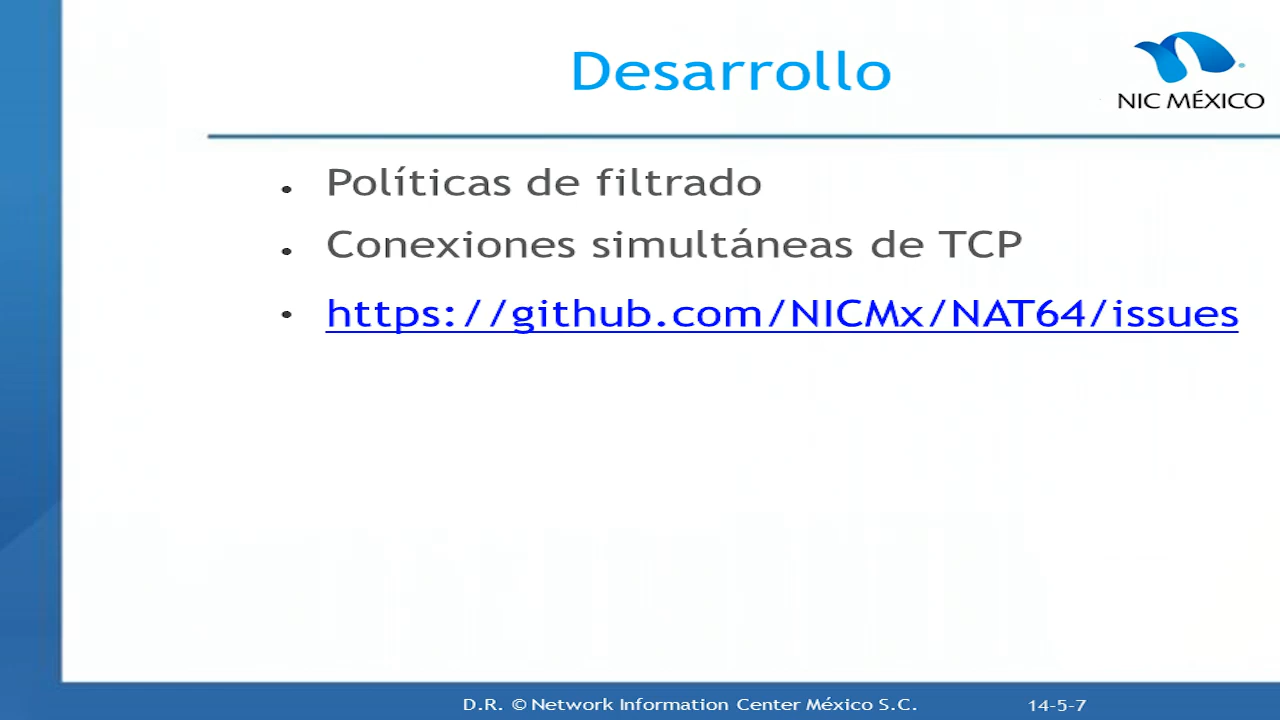 Desarrollo
NIC MÉXICO
• Políticas de filtrado
• Conexiones simultáneas de TCP
• https://github.com/NICMx/NAT64/issues
D.R. © Network Information Center México S.C.
14-5-7